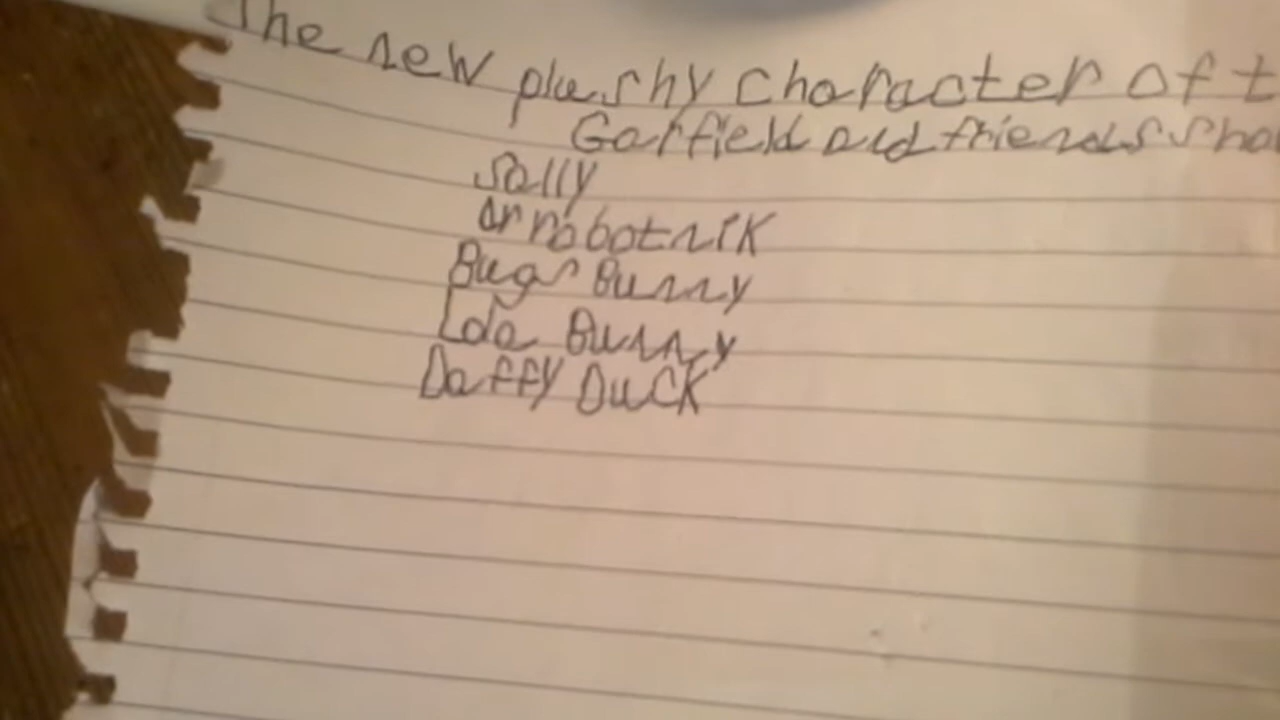 The new plushy character of t
Garfield and friends sho
Sally
dr robotnik
Bugs Bunny
Lola Bunny
Daffy Duck